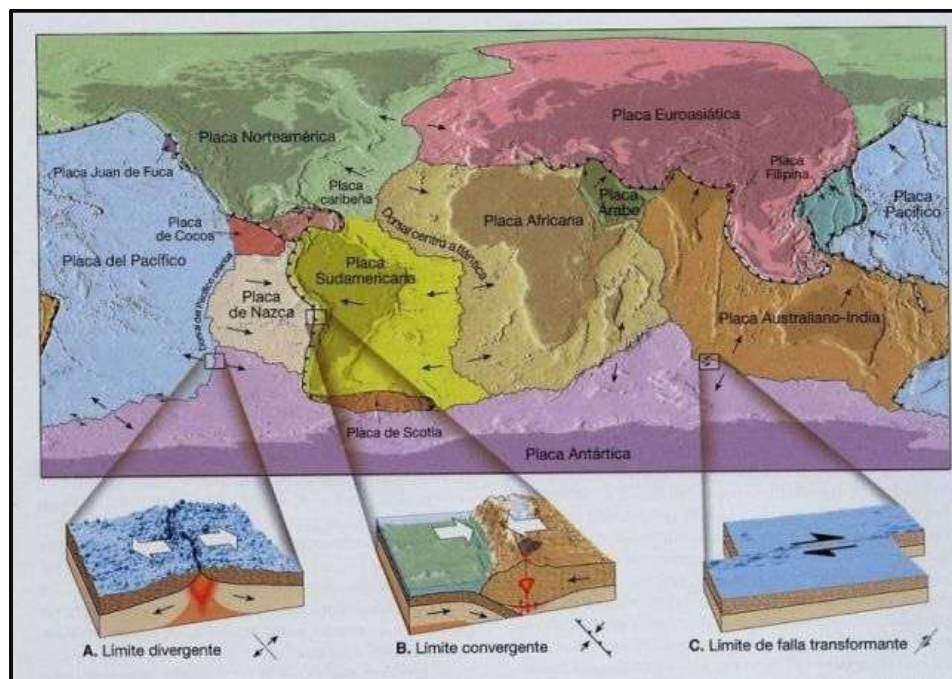 Placa Norteamérica
Placa Euroasiática
Placa Juan de Fuca
Placa
caribeña
Placa
Filipina
Placa
Arabe
Placa
Pacífico
Placa Africana
Placa
de Cocos
Placa del Pacífico
Placa
Sudamericana
Dorsal centro atlántica
Placa
de Nazca
Placa Australiano-India
Placa de Scotia
Placa Antártica
A. Límite divergente
B. Límite convergente
C. Límite de falla transformante